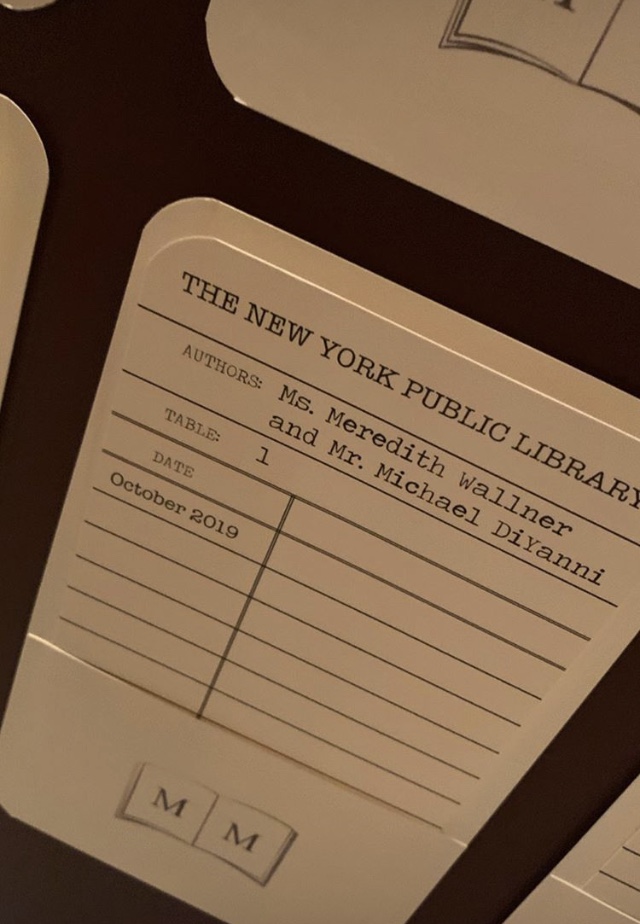 THE NEW YORK PUBLIC LIBRARY
AUTHORS: Ms. Meredith Wallner
and Mr. Michael DiYanni
TABLE: 1
DATE
October 2019
M M